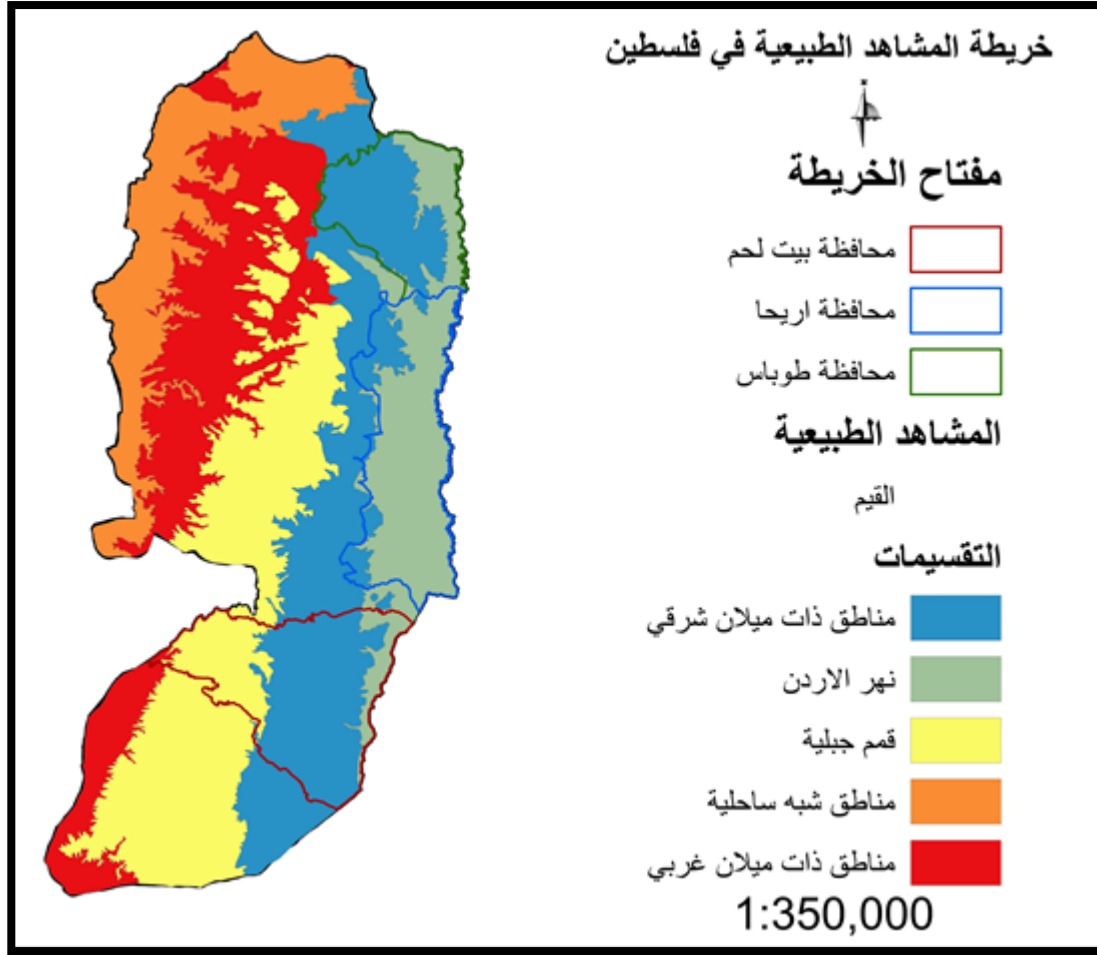 خريطة المشاهد الطبيعية في فلسطين
مفتاح الخريطة
محافظة بيت لحم
محافظة اريحا
محافظة طوباس
المشاهد الطبيعية
القيم
التقسيمات
مناطق ذات ميلان شرقي
نهر الاردن
قمم جبلية
مناطق شبه ساحلية
مناطق ذات ميلان غربي
1:350,000